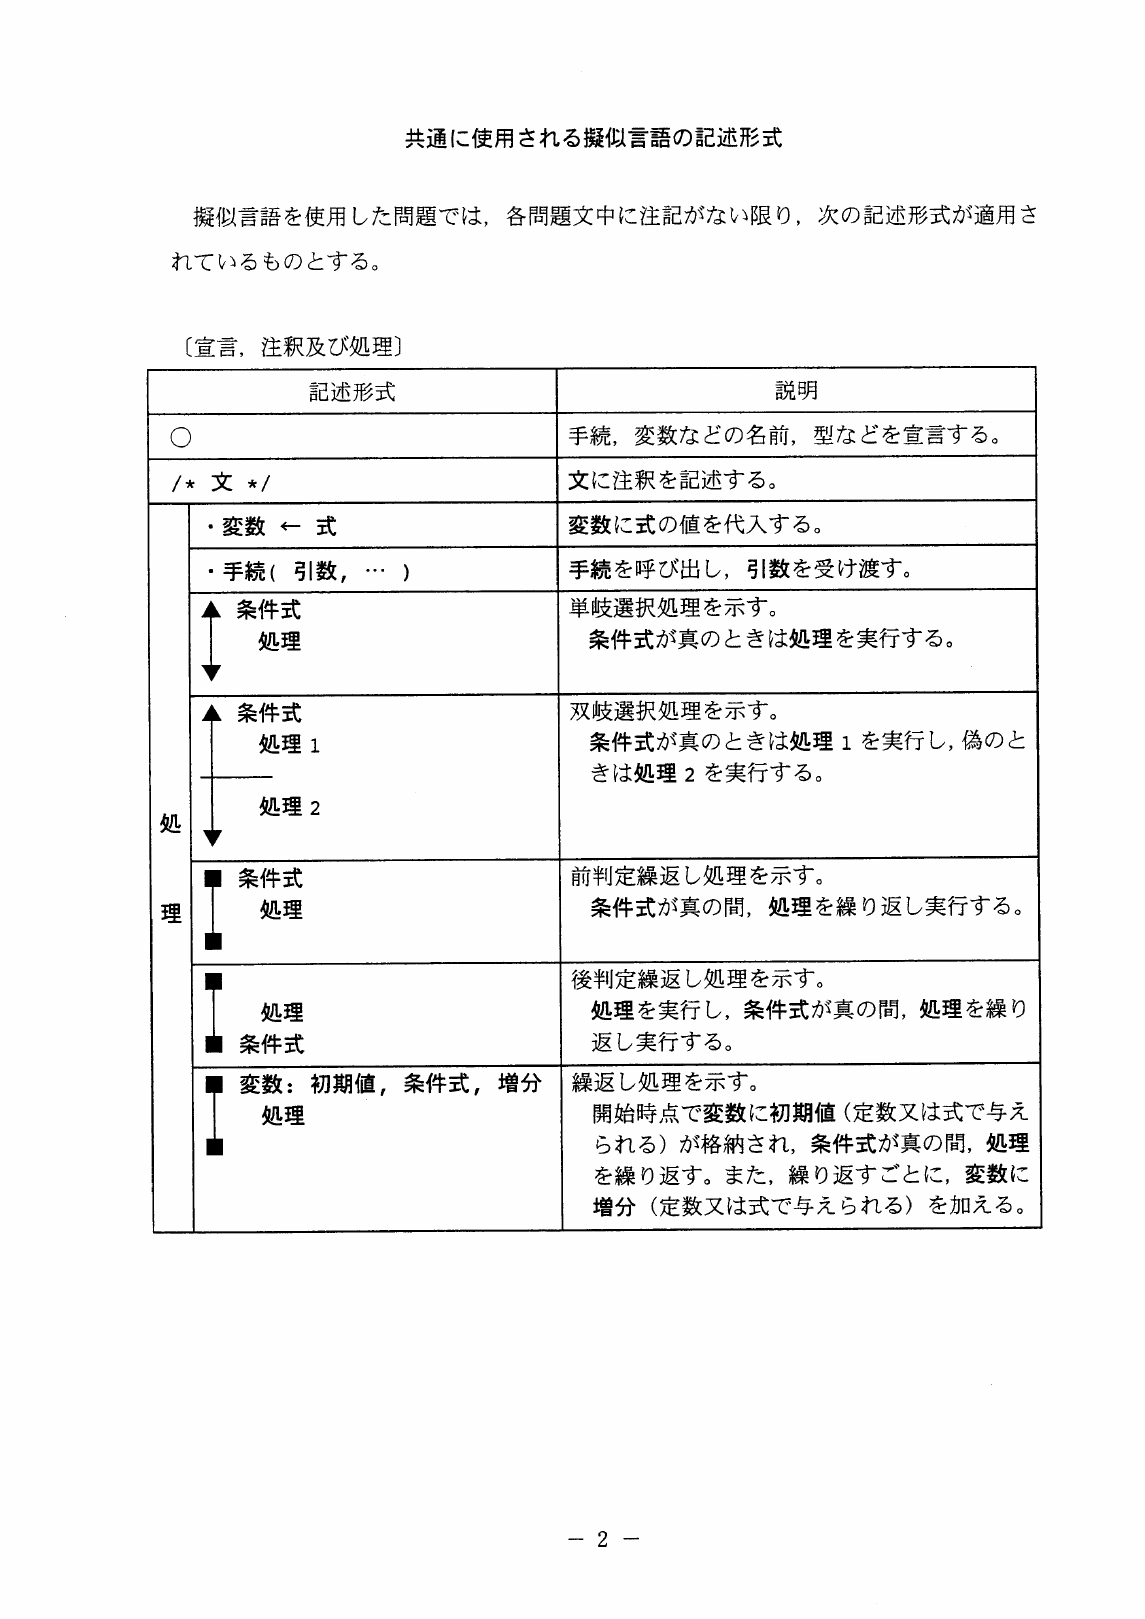 共通に使用される擬似言語の記述形式
擬似言語を使用した問題では，各問題文中に注記がない限り，次の記述形式が適用さ
れているものとする。
〔宣言，注釈及び処理〕
記述形式 説明
○ 手続，変数などの名前，型などを宣言する。
/* 文 */ 文に注釈を記述する。
処理
・変数 ← 式 変数に式の値を代入する。
・手続( 引数, … ) 手続を呼び出し，引数を受け渡す。
▲ 条件式 単岐選択処理を示す。
処理 条件式が真のときは処理を実行する。
▼
▲ 条件式 双岐選択処理を示す。
処理 1 条件式が真のときは処理 1 を実行し，偽のと
きは処理 2 を実行する。
処理 2
▼
■ 条件式 前判定繰返し処理を示す。
処理 条件式が真の間，処理を繰り返し実行する。
■
■ 後判定繰返し処理を示す。
処理 処理を実行し，条件式が真の間，処理を繰り
■ 条件式 返し実行する。
■ 変数: 初期値, 条件式, 増分 繰返し処理を示す。
処理 開始時点で変数に初期値（定数又は式で与え
■ られる）が格納され，条件式が真の間，処理
を繰り返す。また，繰り返すごとに，変数に
増分（定数又は式で与えられる）を加える。
－ 2 －